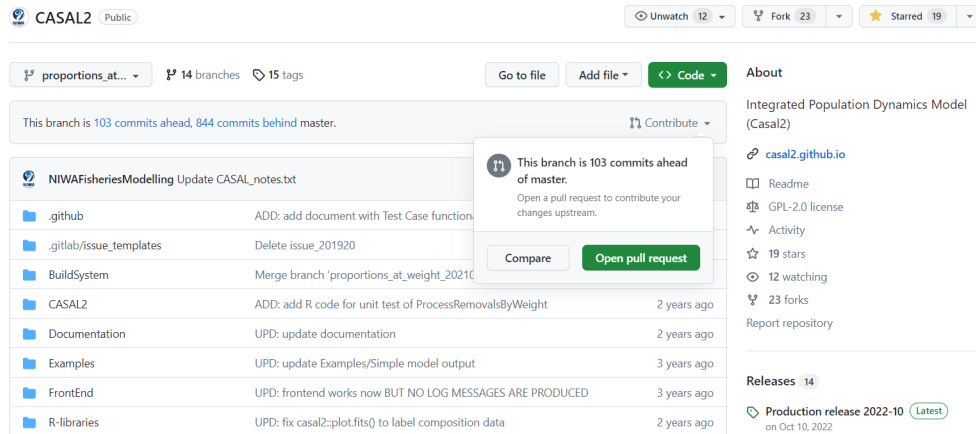 CASAL2 Public
Unwatch 12
Fork 23
Starred 19
proportions_at... 14 branches 15 tags
Go to file Add file Code
This branch is 103 commits ahead, 844 commits behind master.
Contribute
This branch is 103 commits ahead
of master.
Open a pull request to contribute your
changes upstream.
Compare Open pull request
NIWAFisheriesModelling Update CASAL_notes.txt
.github ADD: add document with Test Case
.gitlab/issue_templates Delete issue_201920
BuildSystem Merge branch
CASAL2 ADD: add R code for unit test of ProcessRemovalsByWeight 2 years ago
Documentation UPD: update documentation 2 years ago
Examples UPD: update Examples/Simple model output 3 years ago
FrontEnd UPD: frontend works now BUT NO LOG MESSAGES ARE PRODUCED 3 years ago
R-libraries UPD: fix casal2::plot.fits() to label composition data 2 years ago
About
Integrated Population Dynamics Model
(Casal2)
casal2.github.io
Readme
GPL-2.0 license
Activity
19 stars
12 watching
23 forks
Report repository
Releases 14
Production release 2022-10 Latest
on Oct 10, 2022